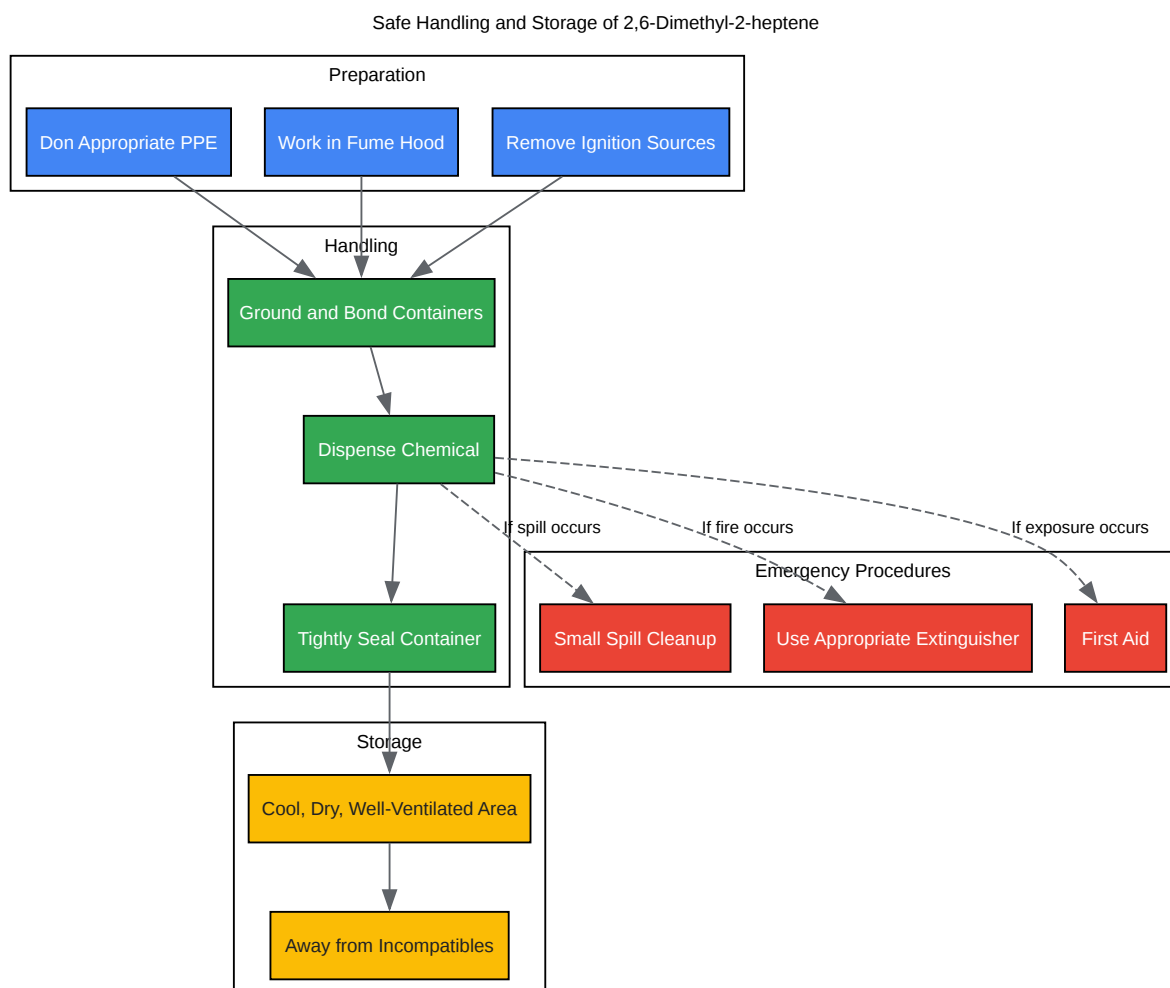 Safe Handling and Storage of 2,6-Dimethyl-2-heptene
Preparation
Don Appropriate PPE
Work in Fume Hood
Remove Ignition Sources
Handling
Ground and Bond Containers
Dispense Chemical
If spill occurs
If fire occurs
If exposure occurs
Emergency Procedures
Tightly Seal Container
Small Spill Cleanup
Use Appropriate Extinguisher
First Aid
Storage
Cool, Dry, Well-Ventilated Area
Away from Incompatibles